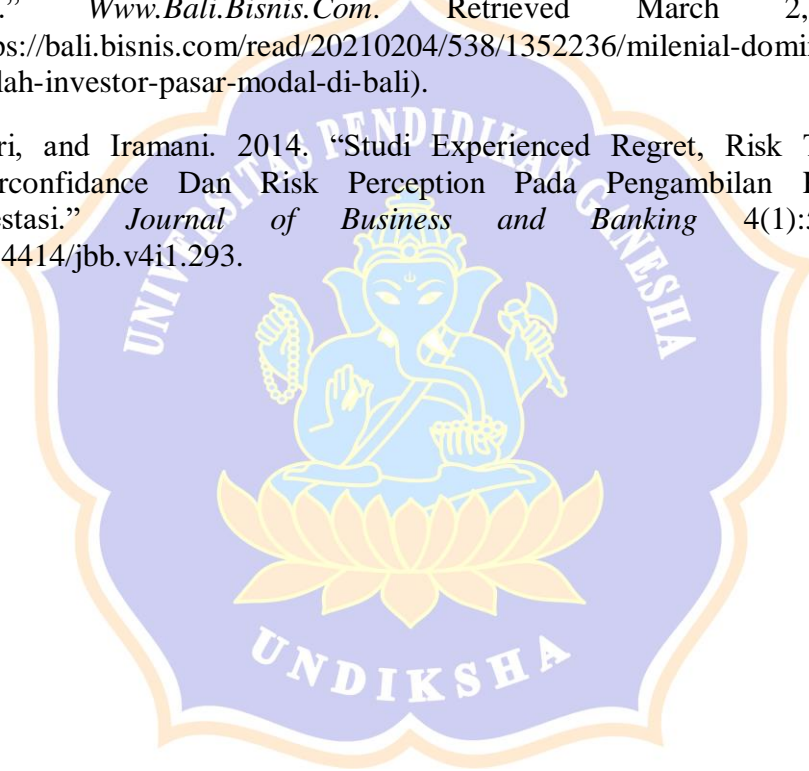 .” Www.Bali.Bisnis.Com. Retrieved March 2,
ps://bali.bisnis.com/read/20210204/538/1352236/milenial-domin
lah-investor-pasar-modal-di-bali).
ri, and Iramani. 2014. “Studi Experienced Regret, Risk T
rconfidance Dan Risk Perception Pada Pengambilan
estasi.” Journal of Business and Banking 4(1):
4414/jbb.v4i1.293.
UNIVERSITAS PENDIDIKAN GANESHA
UNDIKSHA